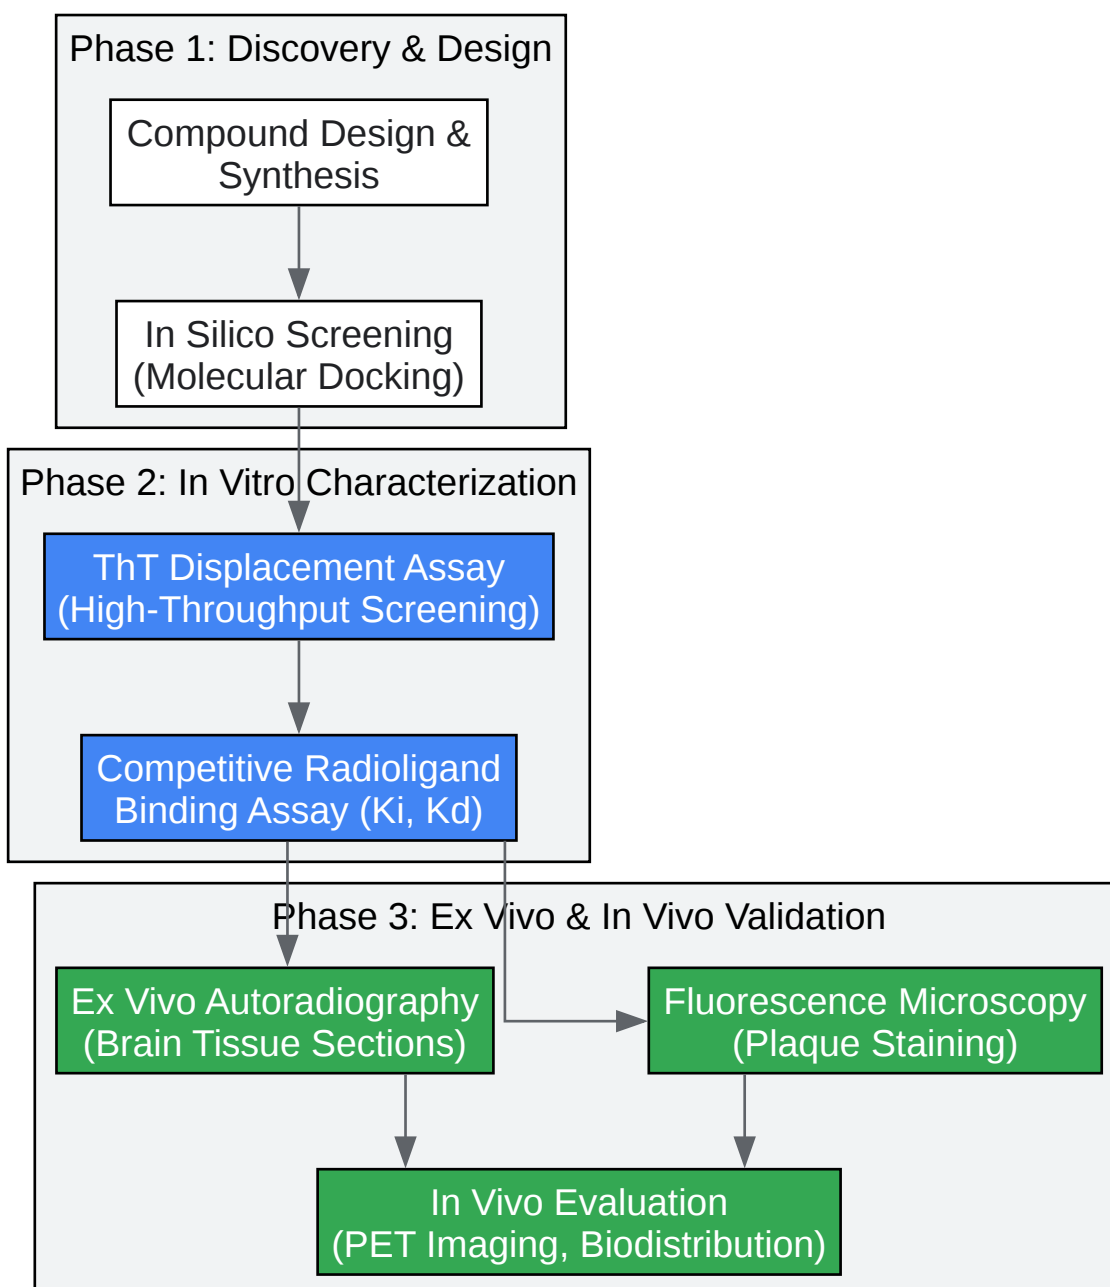 Phase 1: Discovery & Design
Compound Design &
Synthesis
In Silico Screening
(Molecular Docking)
Phase 2: In Vitro Characterization
ThT Displacement Assay
(High-Throughput Screening)
Competitive Radioligand
Binding Assay (Ki, Kd)
Phase 3: Ex Vivo & In Vivo Validation
Ex Vivo Autoradiography
(Brain Tissue Sections)
Fluorescence Microscopy
(Plaque Staining)
In Vivo Evaluation
(PET Imaging, Biodistribution)